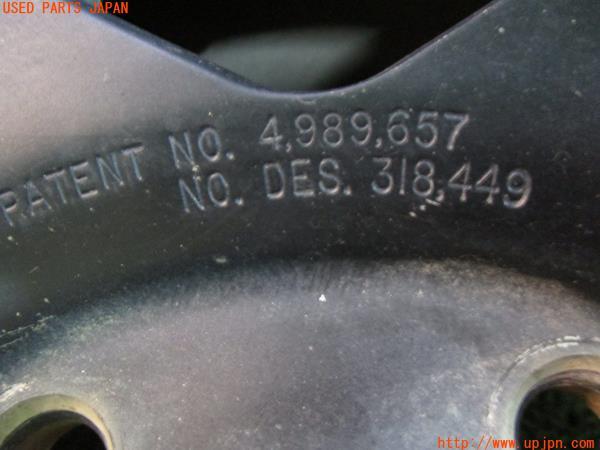 USED PARTS JAPAN
PATENT NO. 4,989,657
NO. DES. 318,449
http://www.upjpn.com